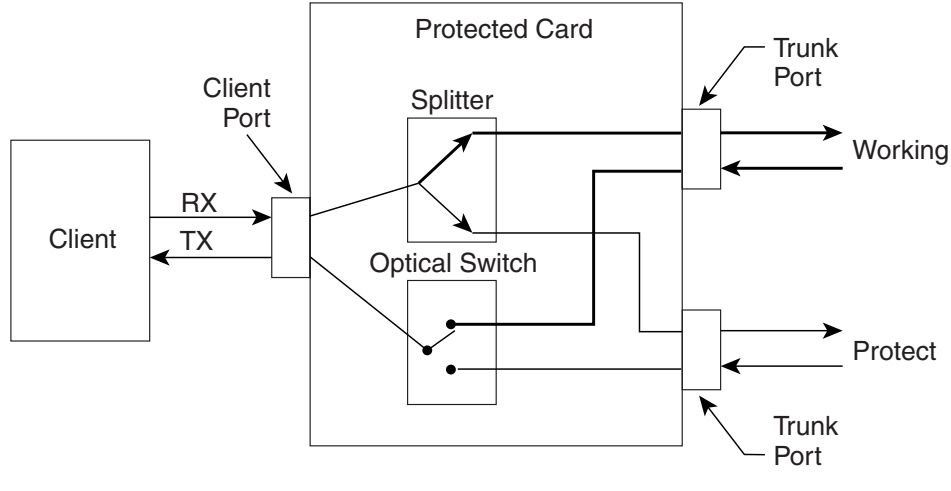 Protected Card
Trunk
Port
Client
Port
Splitter
Working
RX
Client
TX
Optical Switch
Protect
Trunk
Port